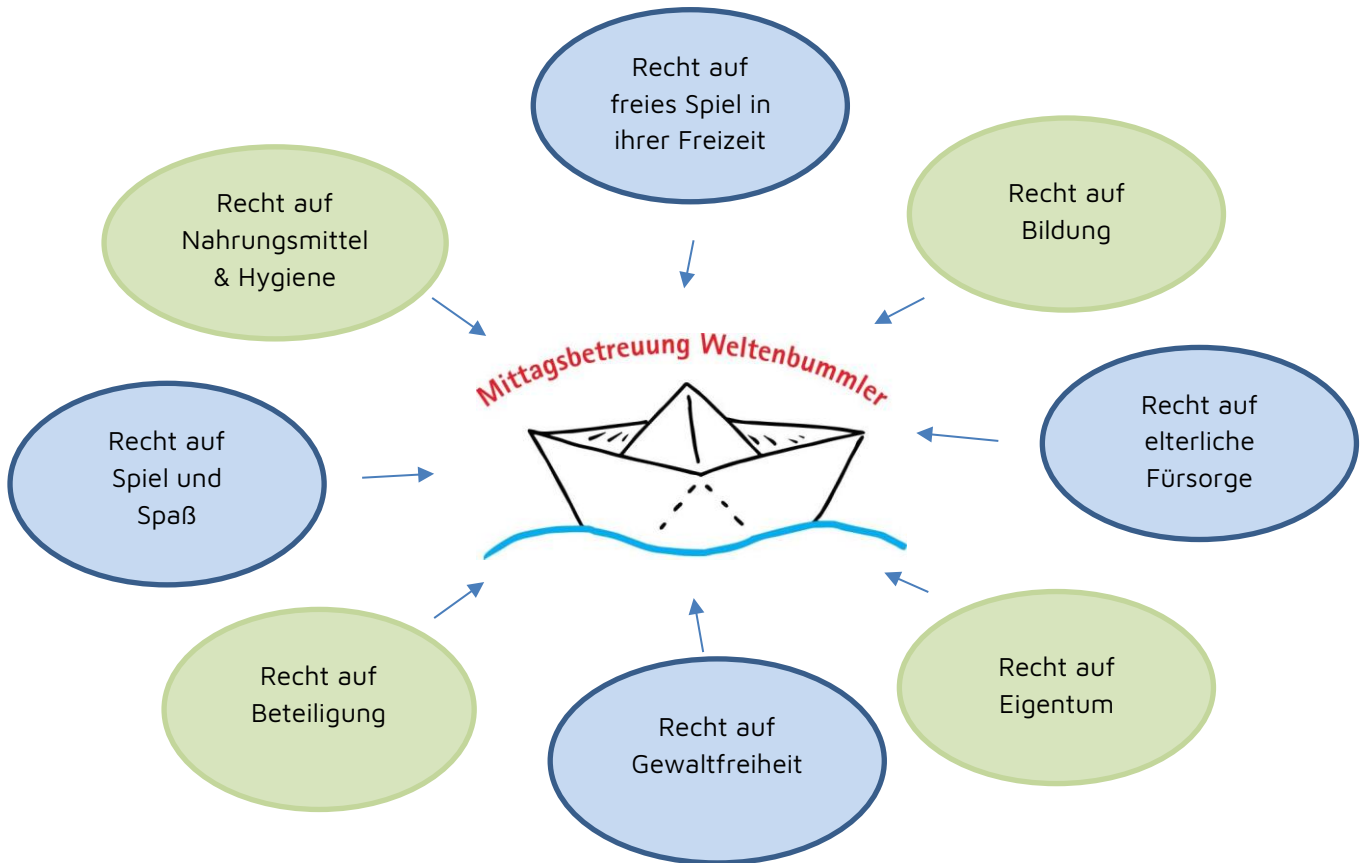 Recht auf
freies Spiel in
ihrer Freizeit
Recht auf
Nahrungsmittel
& Hygiene
Recht auf
Bildung
Mittagsbetreuung Weltenbummler
Recht auf
Spiel und
Spaß
Recht auf
elterliche
Fürsorge
Recht auf
Beteiligung
Recht auf
Gewaltfreiheit
Recht auf
Eigentum